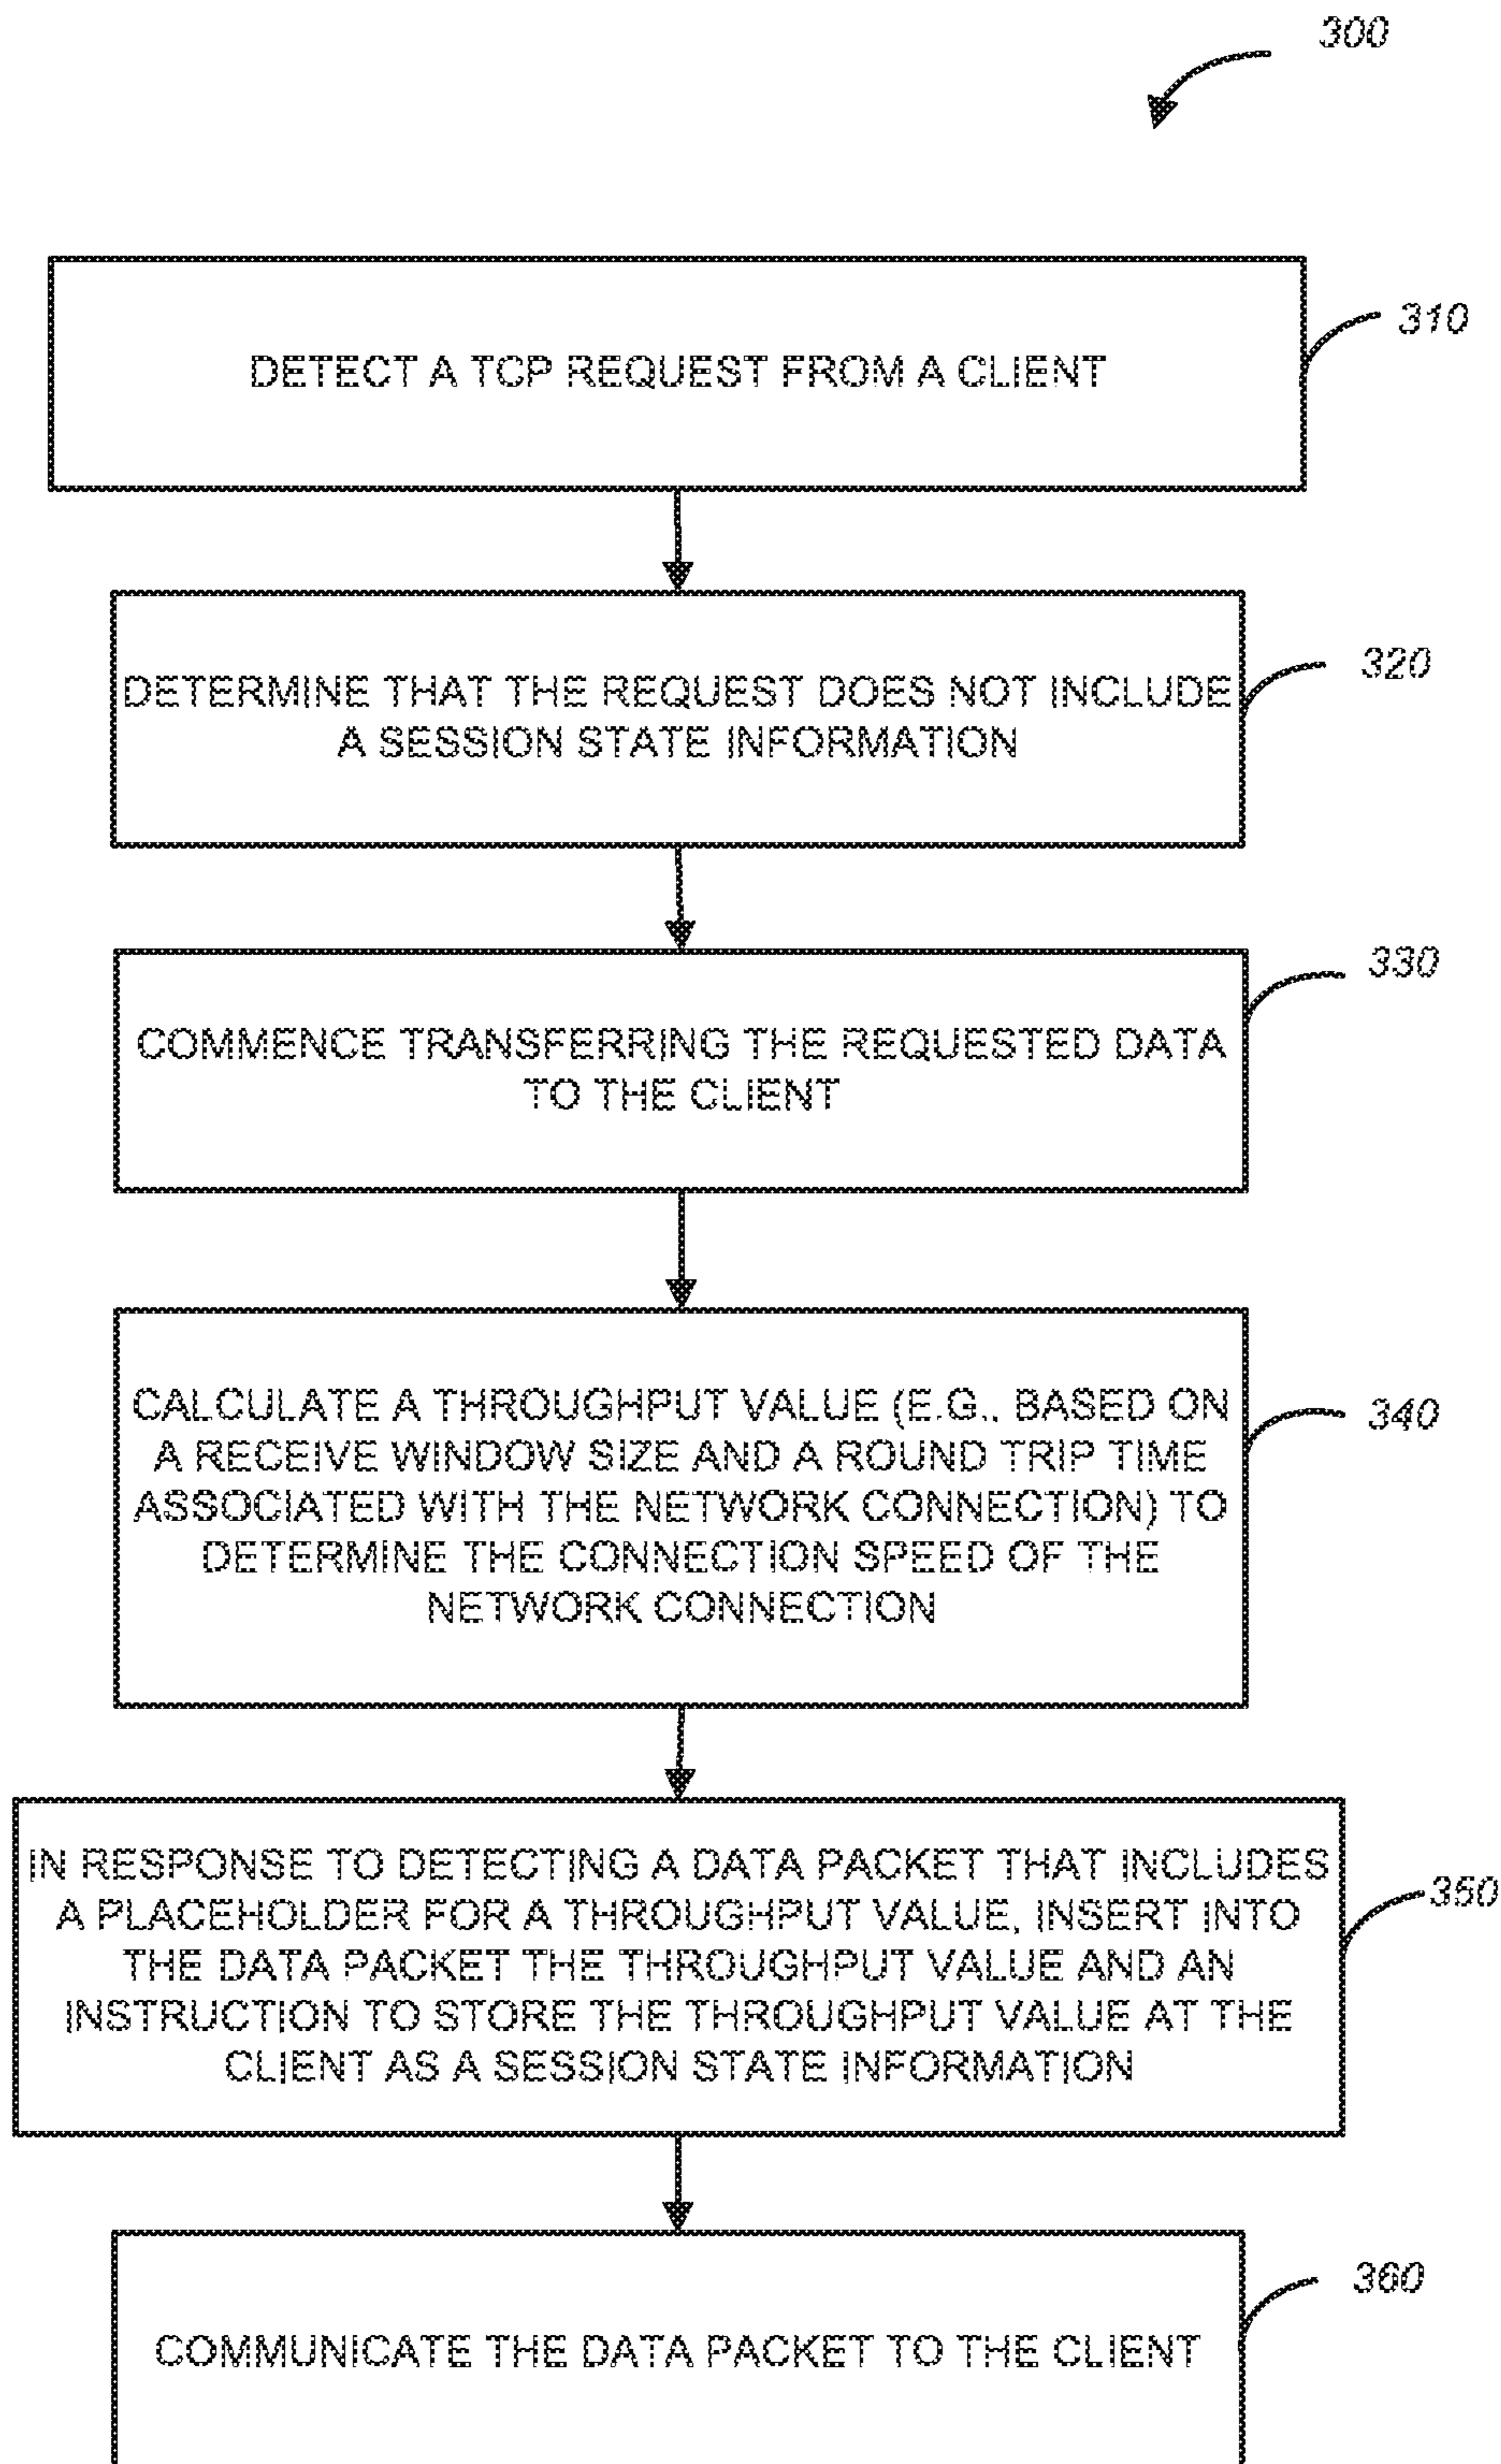 300
DETECT A TCP REQUEST FROM A CLIENT
310
DETERMINE THAT THE REQUEST DOES NOT INCLUDE
A SESSION STATE INFORMATION
320
COMMENCE TRANSFERRING THE REQUESTED DATA
TO THE CLIENT
330
CALCULATE A THROUGHPUT VALUE (E.G., BASED ON
A RECEIVE WINDOW SIZE AND A ROUND TRIP TIME
ASSOCIATED WITH THE NETWORK CONNECTION) TO
DETERMINE THE CONNECTION SPEED OF THE
NETWORK CONNECTION
340
IN RESPONSE TO DETECTING A DATA PACKET THAT INCLUDES
A PLACEHOLDER FOR A THROUGHPUT VALUE, INSERT INTO
THE DATA PACKET THE THROUGHPUT VALUE AND AN
INSTRUCTION TO STORE THE THROUGHPUT VALUE AT THE
CLIENT AS A SESSION STATE INFORMATION
350
COMMUNICATE THE DATA PACKET TO THE CLIENT
360